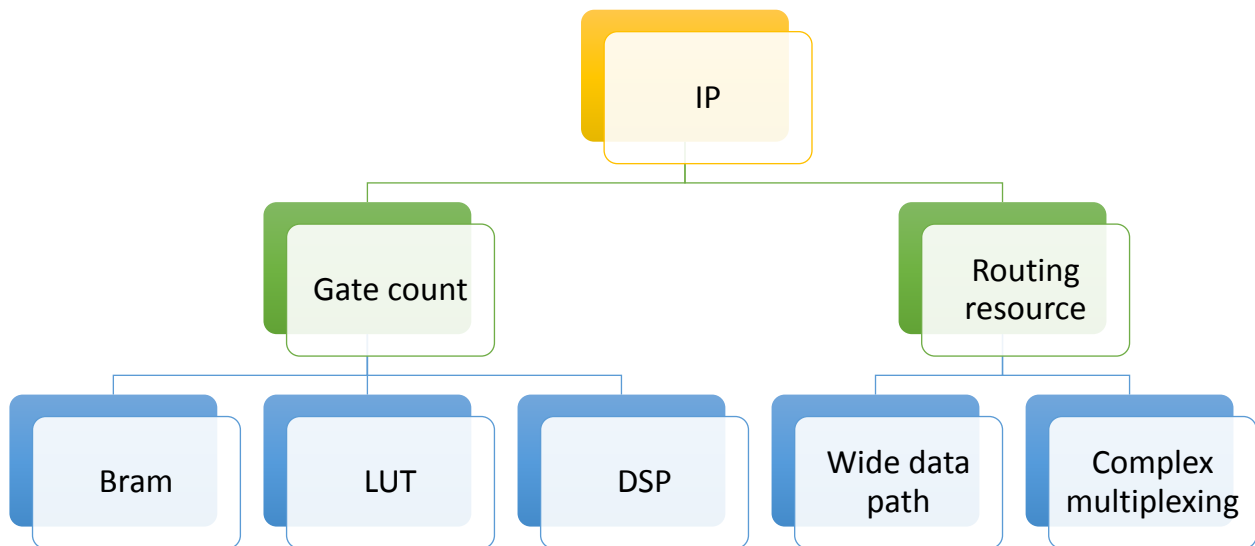 IP
Gate count
Routing
resource
Bram
LUT
DSP
Wide data
path
Complex
multiplexing